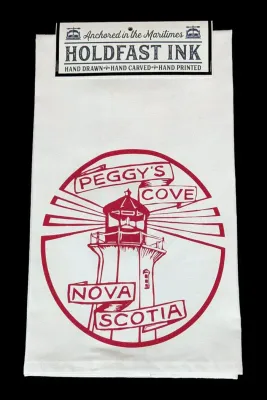 Anchored in the Maritimes
HOLDFAST INK
HAND DRAWN HAND CARVED HAND PRINTED
PEGGY'S
COVE
NOVA
SCOTIA